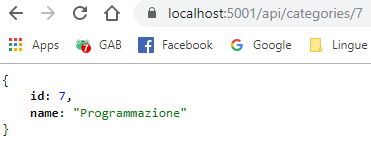 localhost:5001/api/categories/7
Apps GAB Facebook Google Lingue
{
id: 7,
name: "Programmazione"
}